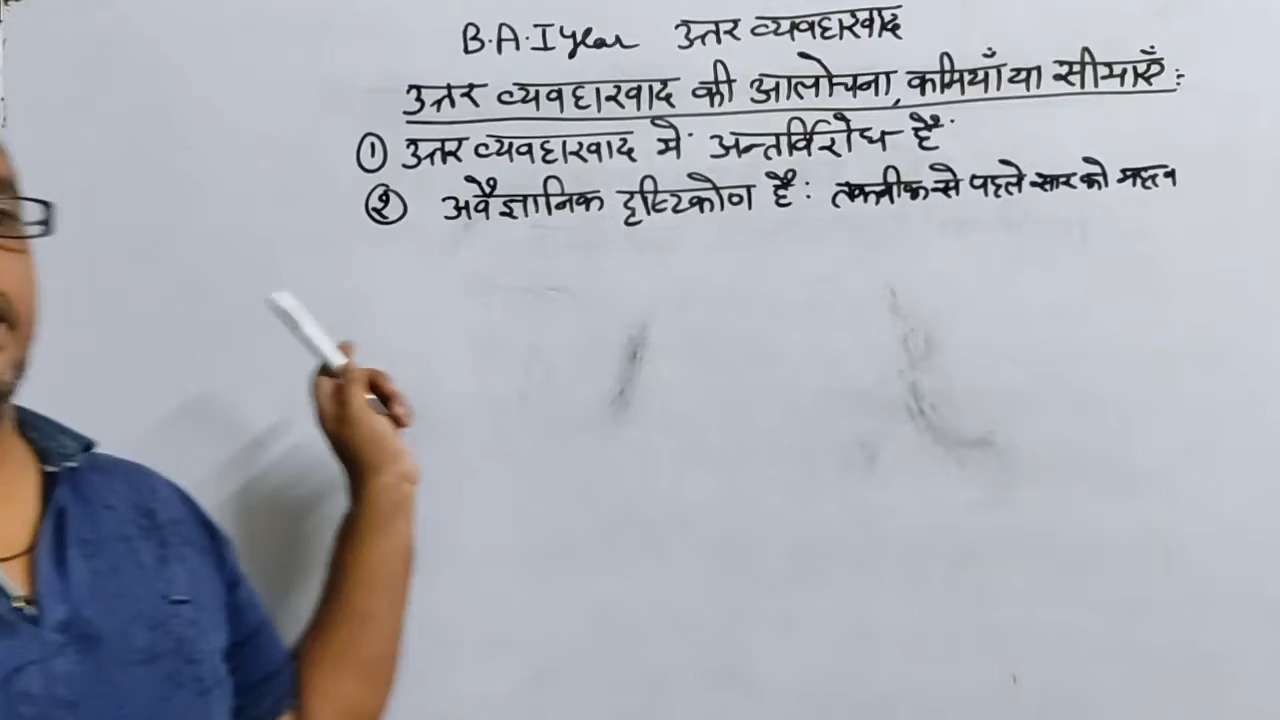 B.A. I year उत्तर व्यवहारवाद
उत्तर व्यवहारवाद की आलोचना, कमियाँ या सीमाएँ :
① उत्तर व्यवहारवाद में अन्तर्विरोध है
② अवैज्ञानिक दृष्टिकोण है : तकनीक से पहले सार को महत्व